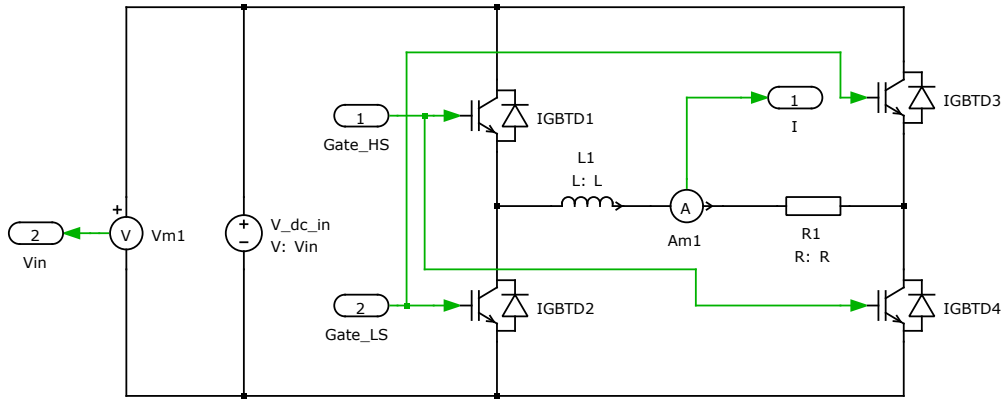 IGBTD3
1
I
1
Gate_HS
IGBTD1
L1
L: L
+
V
Vm1
2
Vin
+
−
V_dc_in
V: Vin
A
Am1
R1
R: R
2
Gate_LS
IGBTD2
IGBTD4